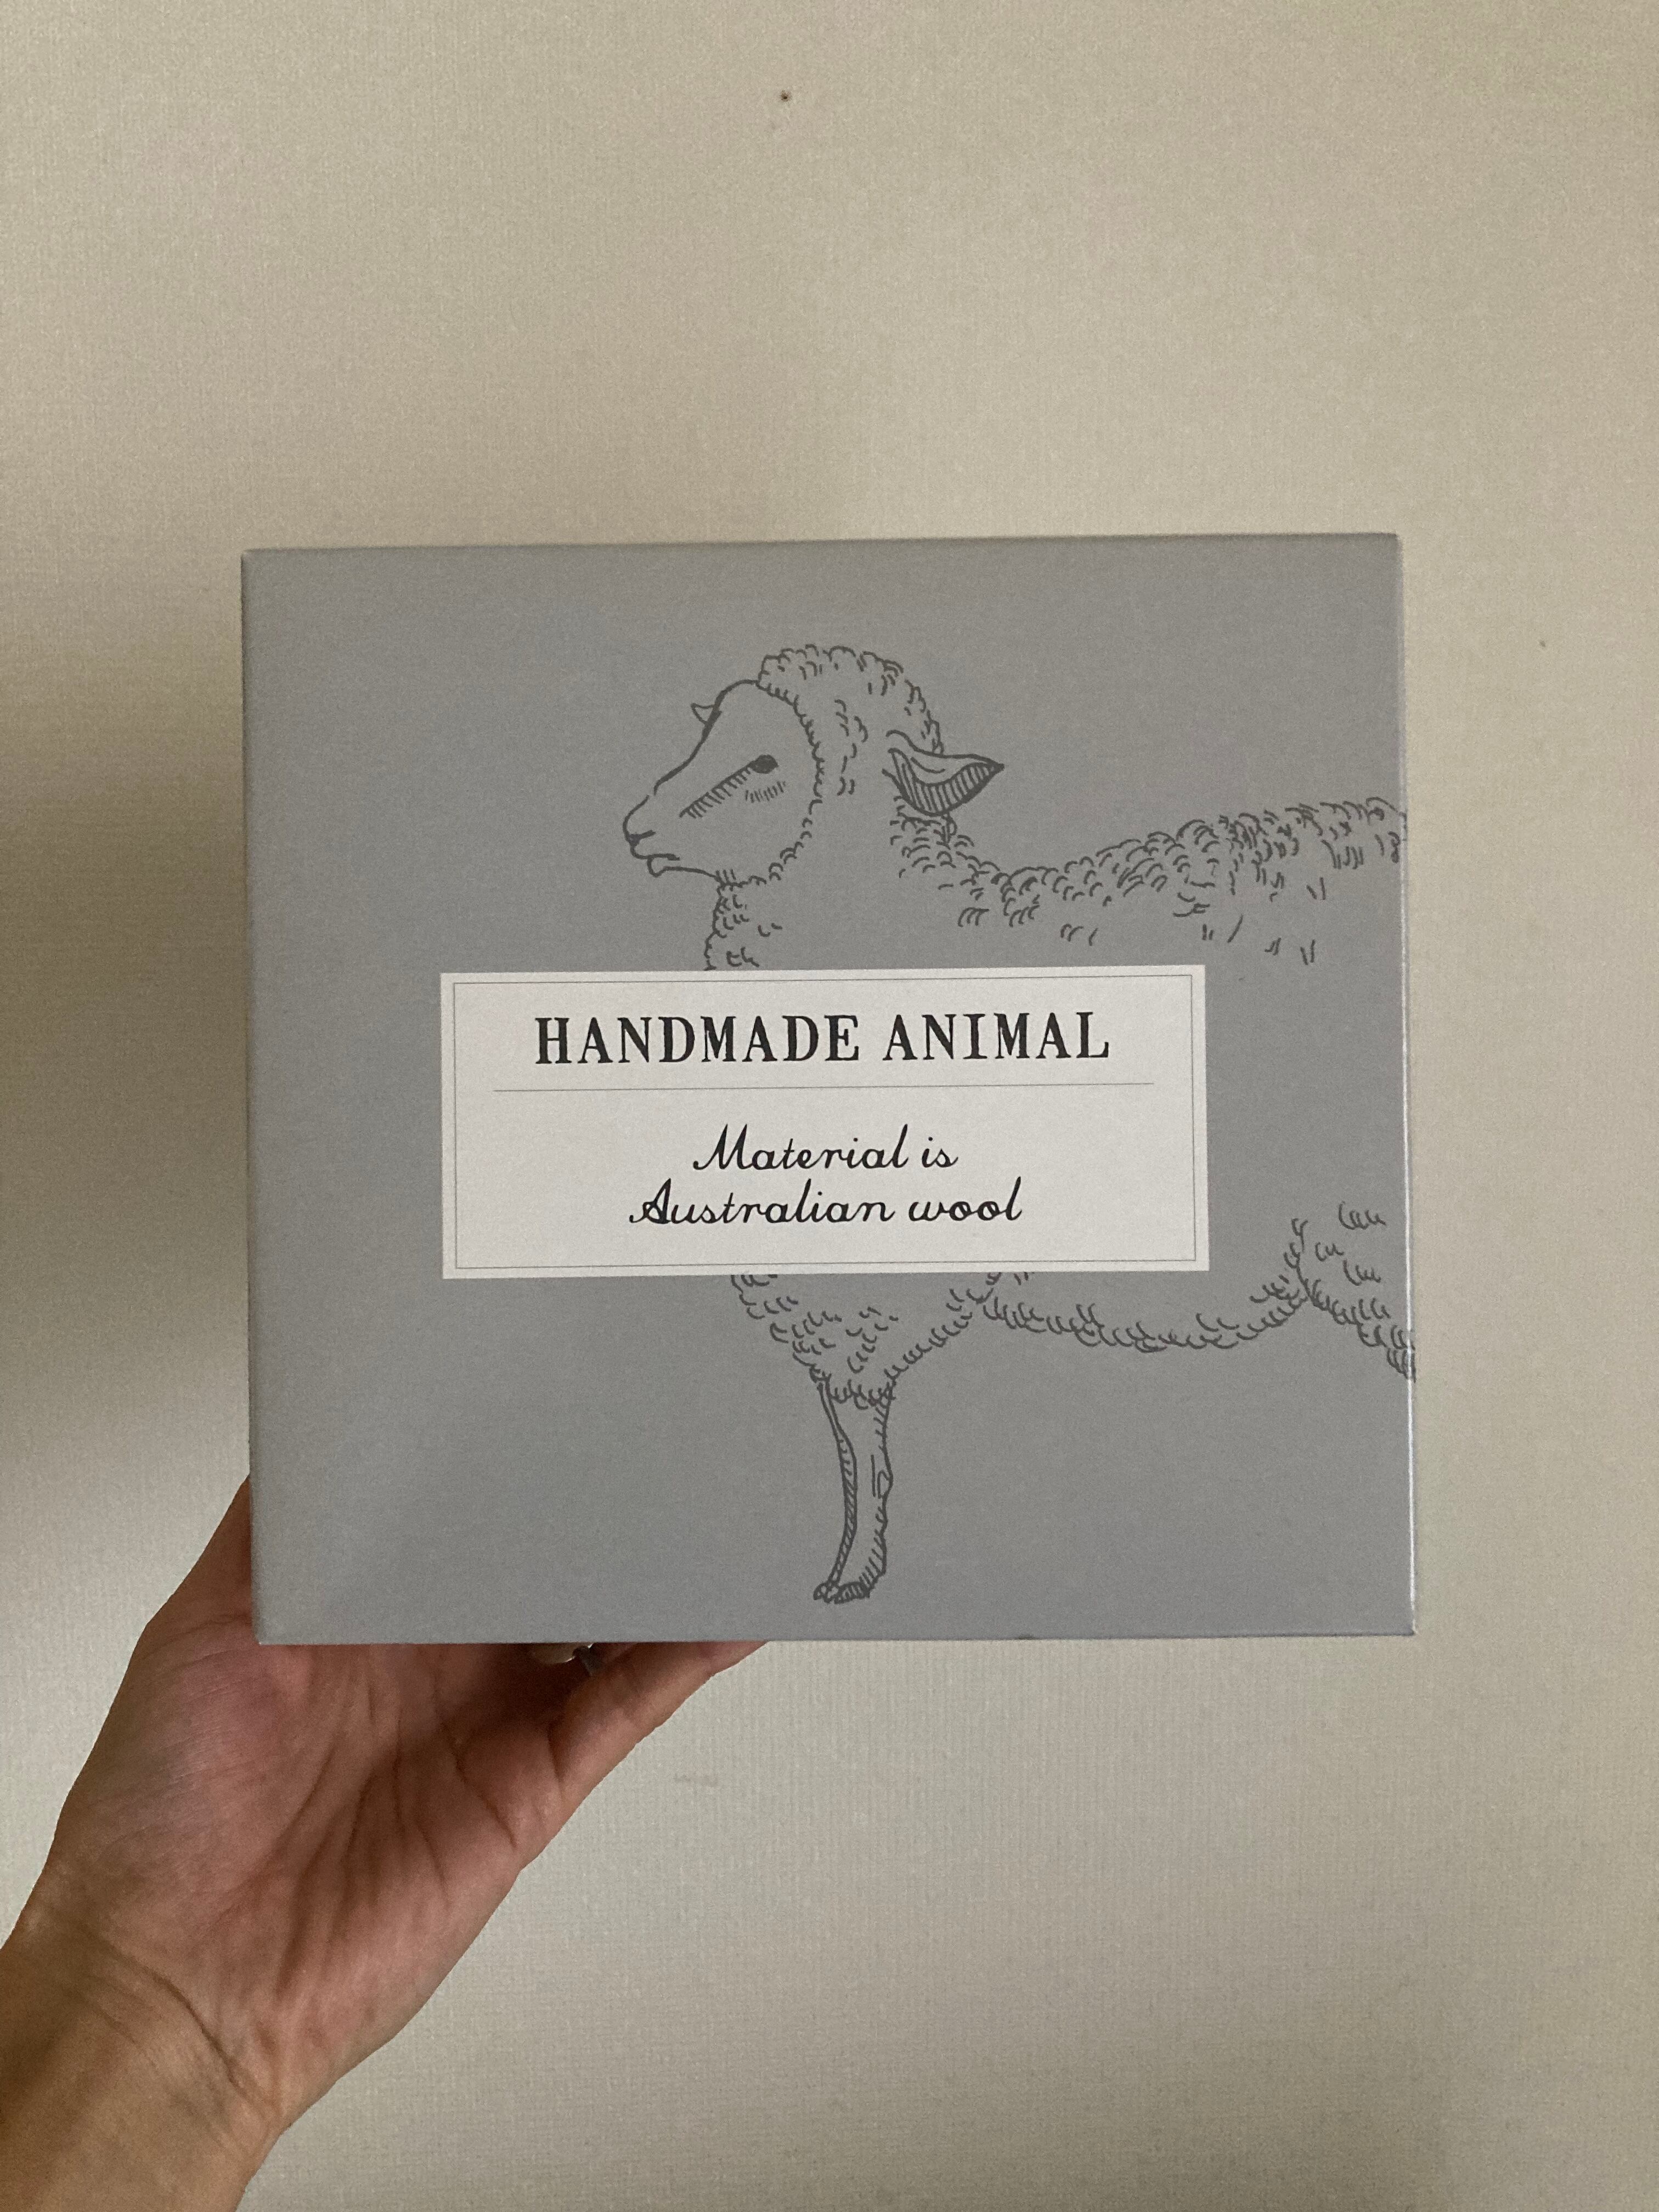 HANDMADE ANIMAL
Material is
Australian wool